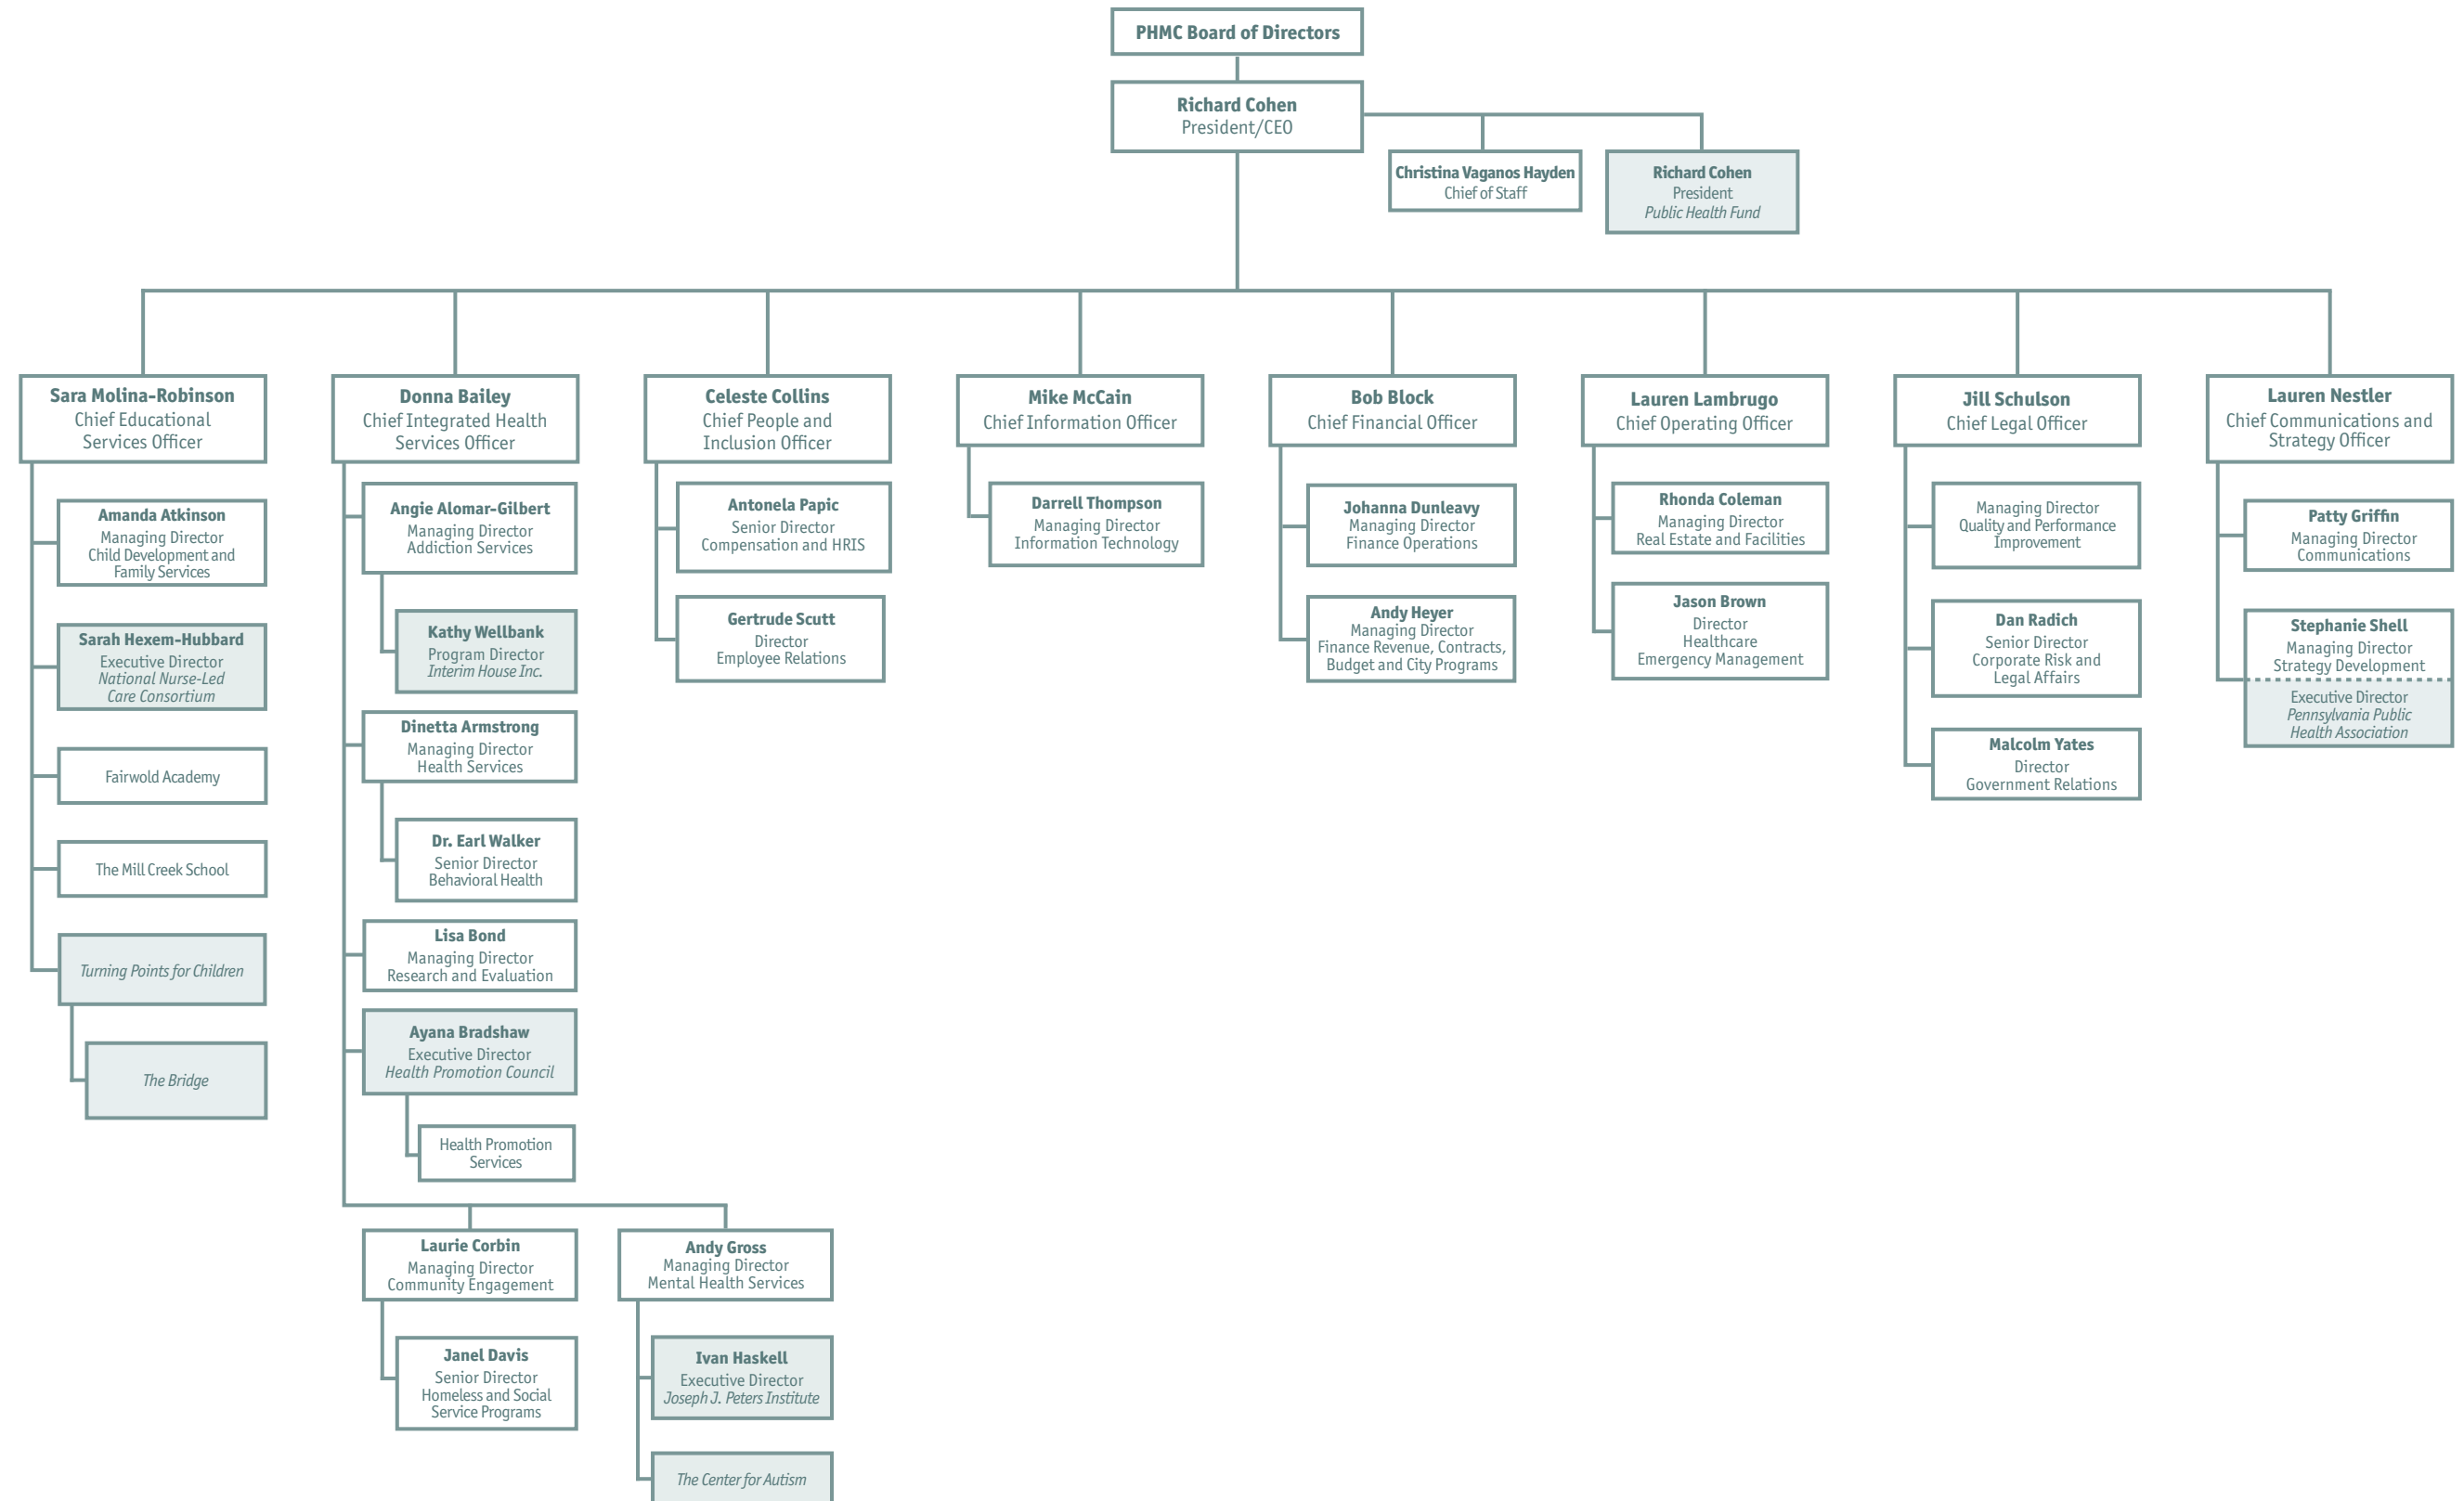 PHMC Board of Directors
Richard Cohen
President/CEO
Christina Vaganos Hayden
Chief of Staff
Richard Cohen
President
Public Health Fund
Sara Molina-Robinson
Chief Educational
Services Officer
Amanda Atkinson
Managing Director
Child Development and
Family Services
Sarah Hexem-Hubbard
Executive Director
National Nurse-Led
Care Consortium
Fairwold Academy
The Mill Creek School
Turning Points for Children
The Bridge
Donna Bailey
Chief Integrated Health
Services Officer
Angie Alomar-Gilbert
Managing Director
Addiction Services
Kathy Wellbank
Program Director
Interim House Inc.
Dinetta Armstrong
Managing Director
Health Services
Dr. Earl Walker
Senior Director
Behavioral Health
Lisa Bond
Managing Director
Research and Evaluation
Ayana Bradshaw
Executive Director
Health Promotion Council
Health Promotion
Services
Laurie Corbin
Managing Director
Community Engagement
Janel Davis
Senior Director
Homeless and Social
Service Programs
Andy Gross
Managing Director
Mental Health Services
Ivan Haskell
Executive Director
Joseph J. Peters Institute
The Center for Autism
Celeste Collins
Chief People and
Inclusion Officer
Antonela Papic
Senior Director
Compensation and HRIS
Gertrude Scutt
Director
Employee Relations
Mike McCain
Chief Information Officer
Darrell Thompson
Managing Director
Information Technology
Bob Block
Chief Financial Officer
Johanna Dunleavy
Managing Director
Finance Operations
Andy Heyer
Managing Director
Finance Revenue, Contracts,
Budget and City Programs
Lauren Lambrugo
Chief Operating Officer
Rhonda Coleman
Managing Director
Real Estate and Facilities
Jason Brown
Director
Healthcare
Emergency Management
Jill Schulson
Chief Legal Officer
Managing Director
Quality and Performance
Improvement
Dan Radich
Senior Director
Corporate Risk and
Legal Affairs
Malcolm Yates
Director
Government Relations
Lauren Nestler
Chief Communications and
Strategy Officer
Patty Griffin
Managing Director
Communications
Stephanie Shell
Managing Director
Strategy Development
Executive Director
Pennsylvania Public
Health Association